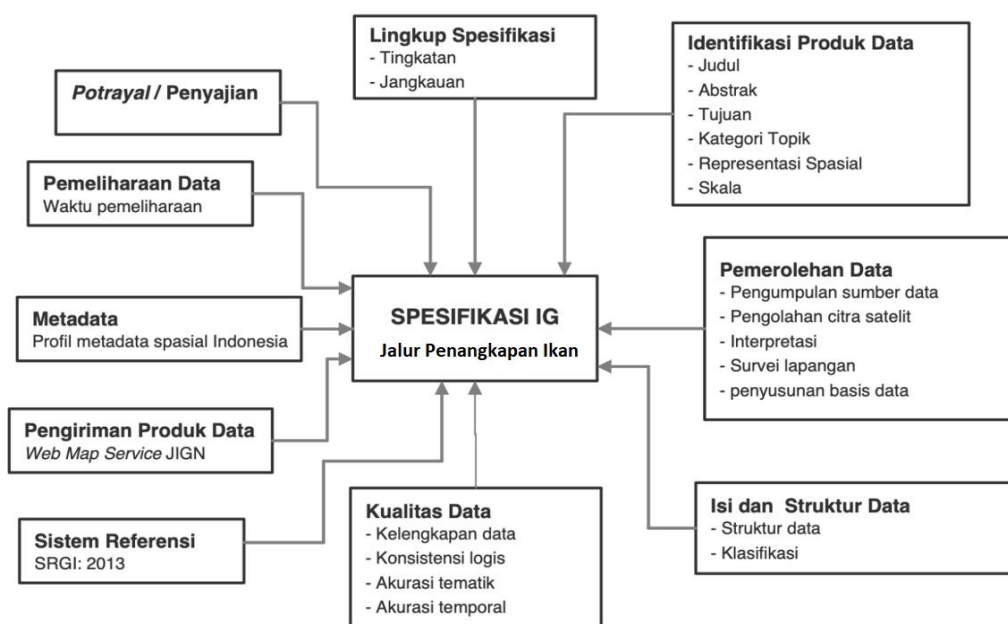 Lingkup Spesifikasi
- Tingkatan
- Jangkauan
Identifikasi Produk Data
- Judul
- Abstrak
- Tujuan
- Kategori Topik
- Representasi Spasial
- Skala
Potrayal / Penyajian
Pemeliharaan Data
Waktu pemeliharaan
Metadata
Profil metadata spasial Indonesia
SPESIFIKASI IG
Jalur Penangkapan Ikan
Pemerolehan Data
- Pengumpulan sumber data
- Pengolahan citra satelit
- Interpretasi
- Survei lapangan
- penyusunan basis data
Pengiriman Produk Data
Web Map Service JIGN
Sistem Referensi
SRGI: 2013
Kualitas Data
- Kelengkapan data
- Konsistensi logis
- Akurasi tematik
- Akurasi temporal
Isi dan Struktur Data
- Struktur data
- Klasifikasi